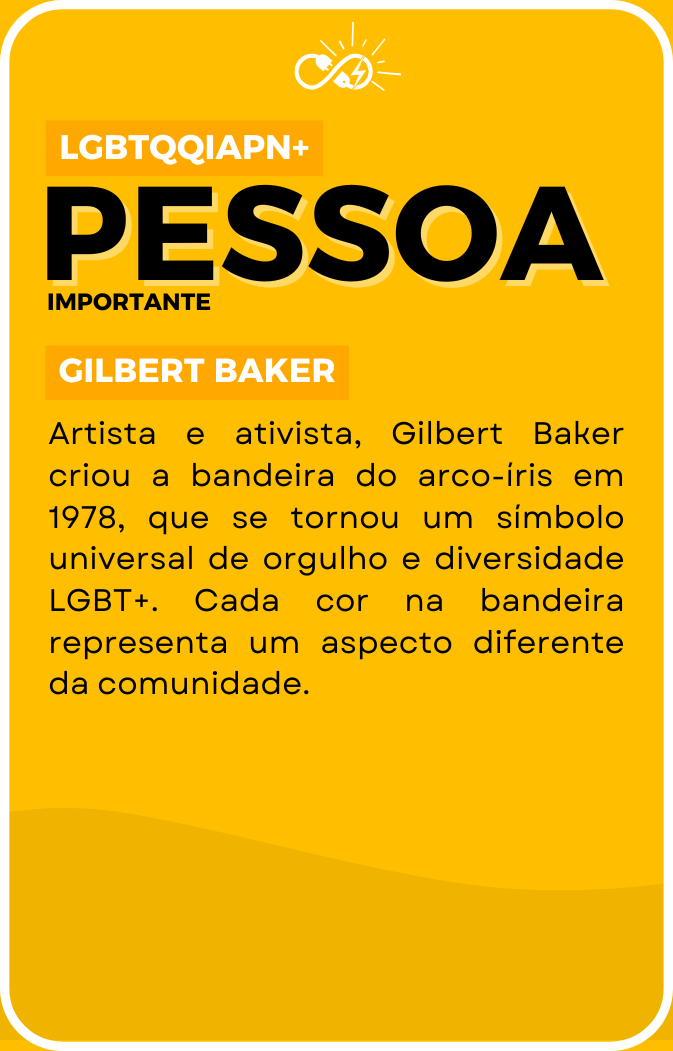 LGBTQQIAPN+
PESSOA
IMPORTANTE
GILBERT BAKER
Artista e ativista, Gilbert Baker
criou a bandeira do arco-íris em
1978, que se tornou um símbolo
universal de orgulho e diversidade
LGBT+. Cada cor na bandeira
representa um aspecto diferente
da comunidade.